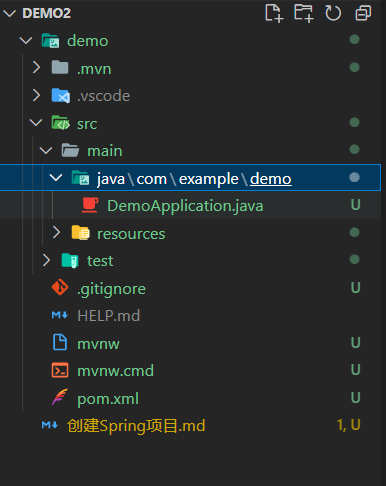 DEMO2
demo
.mvn
.vscode
src
main
java\com\example\demo
DemoApplication.java U
resources
test
.gitignore U
HELP.md
mvnw U
mvnw.cmd U
pom.xml U
创建Spring项目.md 1, U